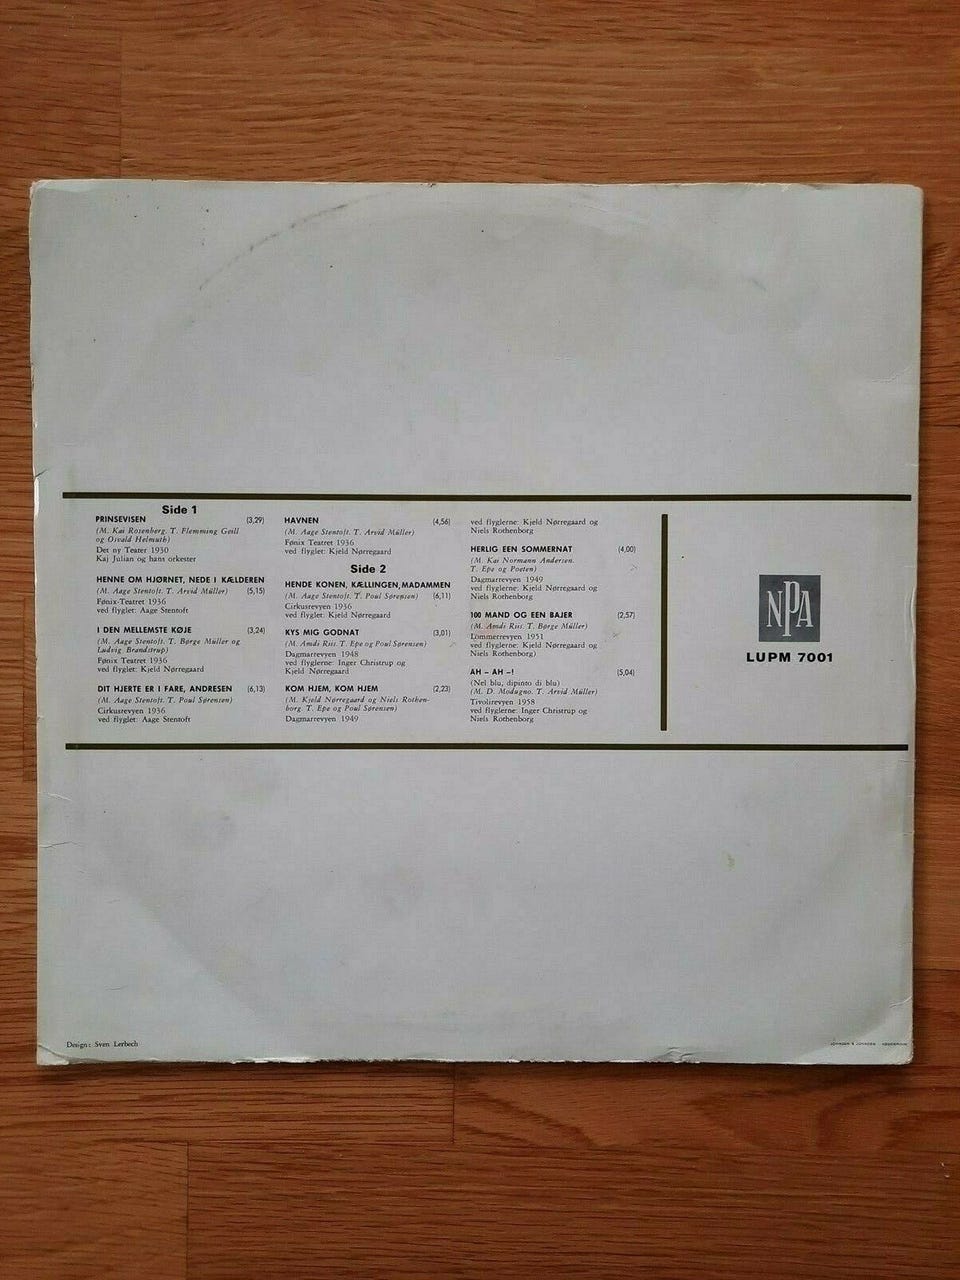 Side 1
PRINSEVISEN (3,29)
(M. Kai Rosenberg. T. Flemming Geill
og Osvald Helmuth)
Det ny Teater 1930
Kaj Julian og hans orkester
HENNE OM HJØRNET, NEDE I KÆLDEREN
(M. Aage Stentoft. T. Arvid Müller) (5,15)
Fønix-Teatret 1936
ved flyglet: Aage Stentoft
I DEN MELLEMSTE KØJE (3,24)
(M. Aage Stentoft. T. Børge Müller og
Ludvig Brandstrup)
Fønix Teatret 1936
ved flyglet: Kjeld Nørregaard
DIT HJERTE ER I FARE, ANDRESEN (6,13)
(M. Aage Stentoft. T. Poul Sørensen)
Cirkusrevyen 1936
ved flyglet: Aage Stentoft
HAVNEN (4,56)
(M. Aage Stentoft. T. Arvid Müller)
Fønix Teatret 1936
ved flyglet: Kjeld Nørregaard
Side 2
HENDE KONEN, KÆLLINGEN, MADAMMEN
(M. Aage Stentoft. T. Poul Sørensen) (6,11)
Cirkusrevyen 1936
ved flyglet: Kjeld Nørregaard
KYS MIG GODNAT (3,01)
(M. Amdi Riis. T. Epe og Poul Sørensen)
Dagmarrevyen 1948
ved flyglerne: Inger Christrup og
Kjeld Nørregaard
KOM HJEM, KOM HJEM (2,23)
(M. Kjeld Nørregaard og Niels Rothen-
borg. T. Epe og Poul Sørensen)
Dagmarrevyen 1949
ved flyglerne: Kjeld Nørregaard og
Niels Rothenborg
HERLIG EEN SOMMERNAT (4,00)
(M. Kai Normann Andersen.
T. Epe og Poeten)
Dagmarrevyen 1949
ved flyglerne: Kjeld Nørregaard og
Niels Rothenborg
100 MAND OG EEN BAJER (2,57)
(M. Amdi Riis. T. Børge Müller)
Lommerrevyen 1951
ved flyglerne: Kjeld Nørregaard og
Niels Rothenborg)
ÅH - ÅH -! (5,04)
(Nel blu, dipinto di blu)
(M. D. Modugno. T. Arvid Müller)
Tivolirevyen 1958
ved flyglerne: Inger Christrup og
Niels Rothenborg
NPA
LUPM 7001
Design: Sven Lerbech
JOHNSEN & JOHNSEN